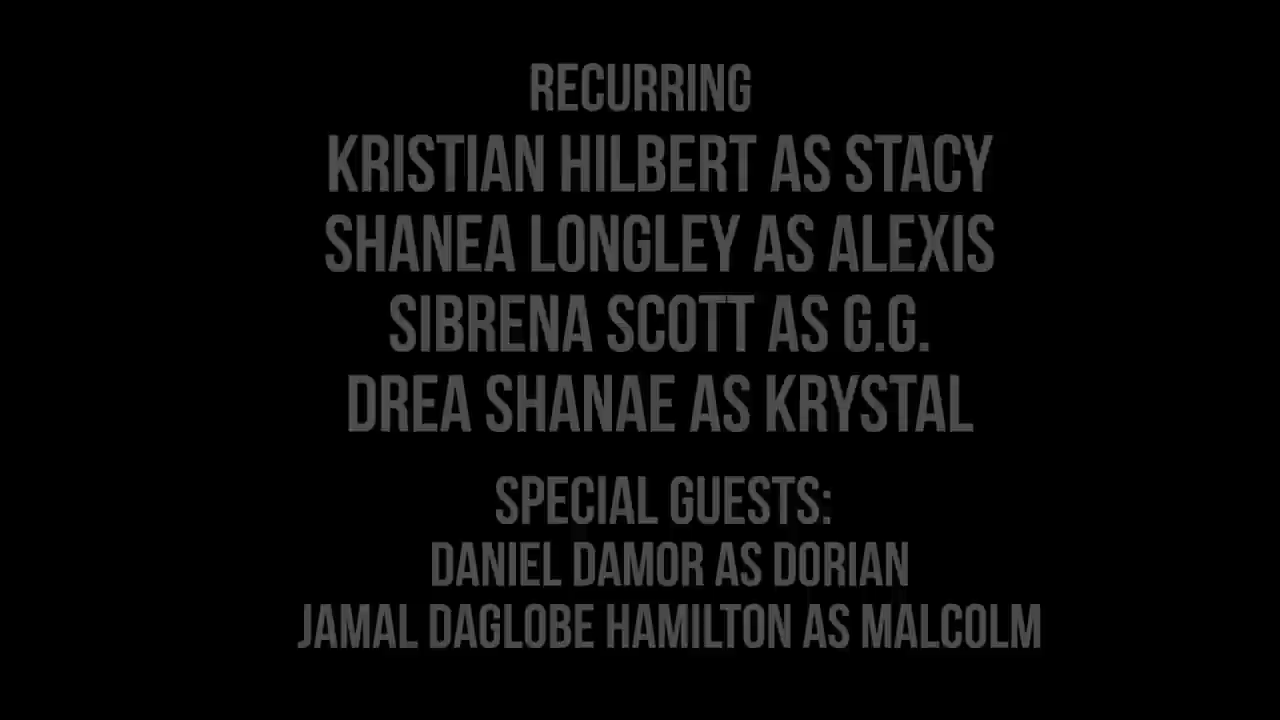 RECURRING
KRISTIAN HILBERT AS STACY
SHANEA LONGLEY AS ALEXIS
SIBRENA SCOTT AS G.G.
DREA SHANAE AS KRYSTAL
SPECIAL GUESTS:
DANIEL DAMOR AS DORIAN
JAMAL DAGLOBE HAMILTON AS MALCOLM